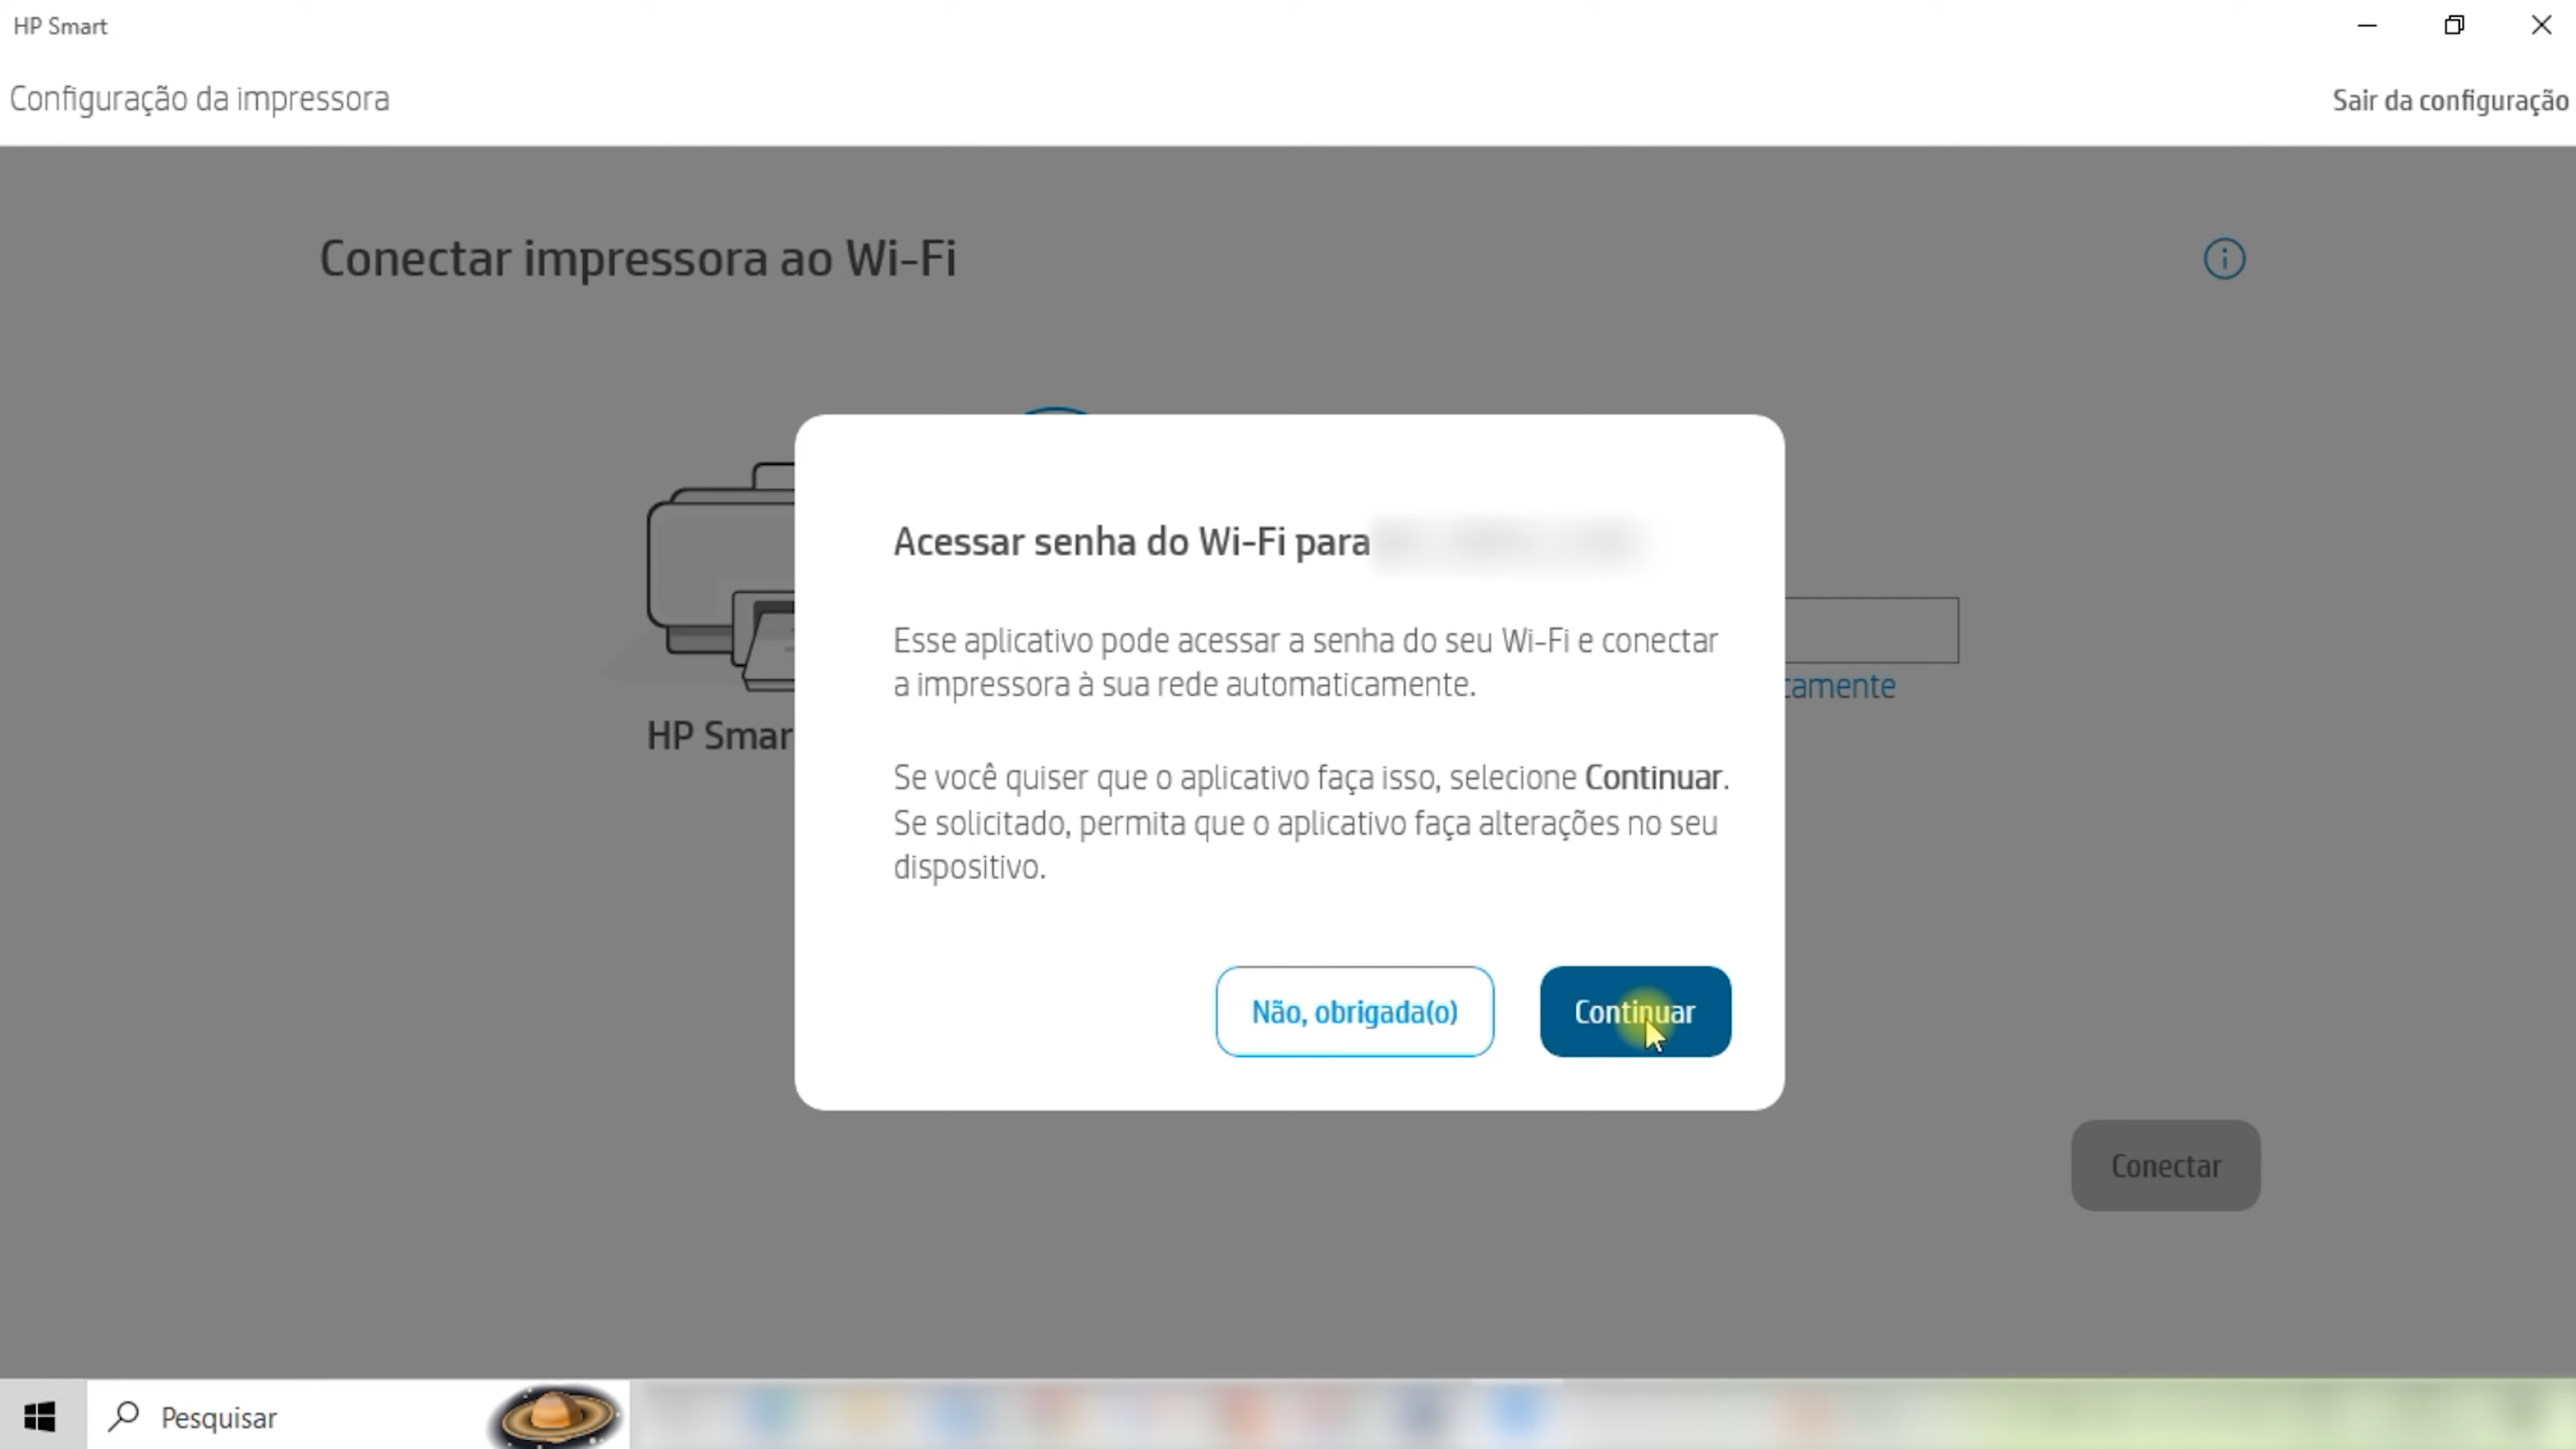 HP Smart
Configuração da impressora
Sair da configuração
Conectar impressora ao Wi-Fi
Acessar senha do Wi-Fi para
Esse aplicativo pode acessar a senha do seu Wi-Fi e conectar
a impressora à sua rede automaticamente.
Se você quiser que o aplicativo faça isso, selecione Continuar.
Se solicitado, permita que o aplicativo faça alterações no seu
dispositivo.
Não, obrigada(o)
Continuar
HP Smar
camente
Conectar
Pesquisar